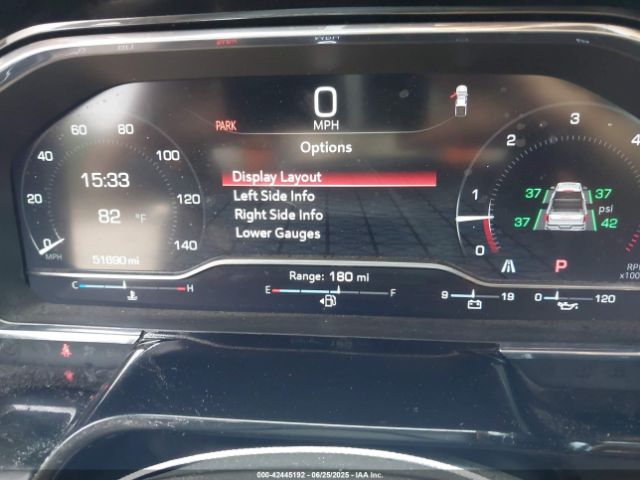 0
PARK
MPH
Options
Display Layout
Left Side Info
Right Side Info
Lower Gauges
0 20 40 60 80 100 120 140
MPH
15:33
82 °F
51690 mi
0 1 2 3 4
37 37
psi
37 42
P
C H
Range: 180 mi
E F
9 19
0 120
000-42445192 - 06/25/2025 - IAA Inc.